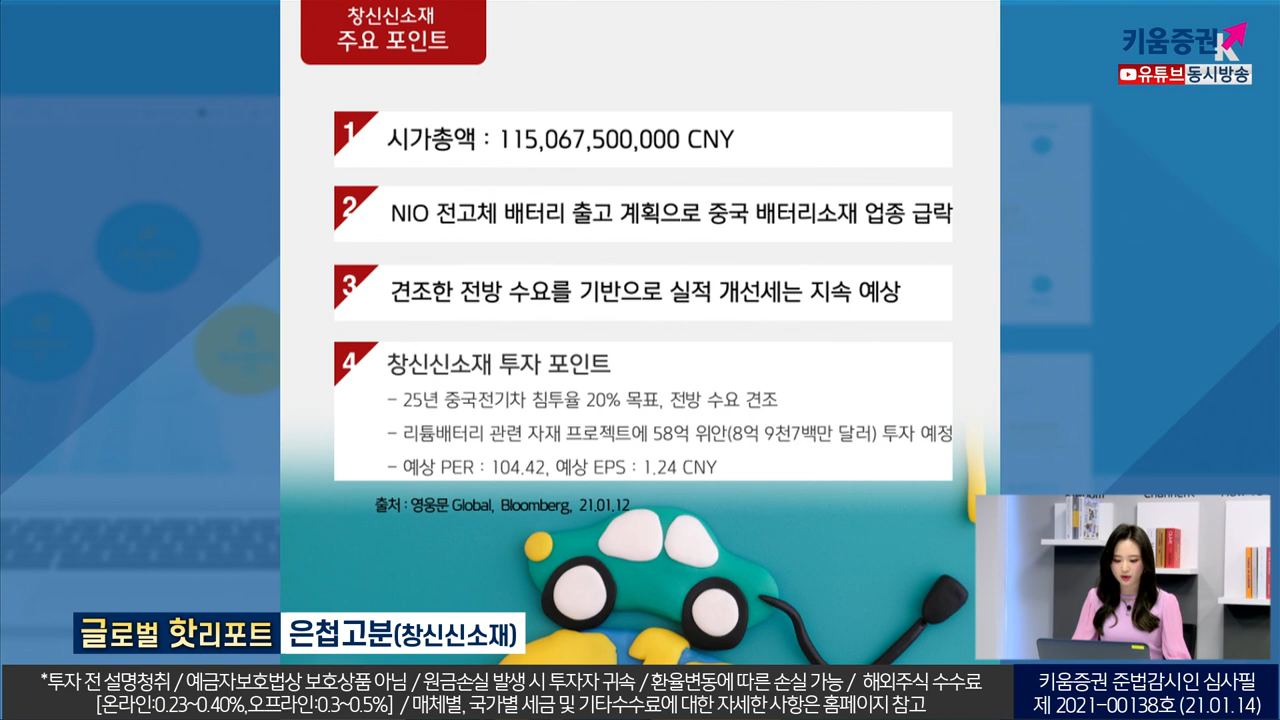 창신신소재
주요 포인트
키움증권
유튜브동시방송
1 시가총액 : 115,067,500,000 CNY
2 NIO 전고체 배터리 출고 계획으로 중국 배터리소재 업종 급락
3 견조한 전방 수요를 기반으로 실적 개선세는 지속 예상
4 창신신소재 투자 포인트
- 25년 중국전기차 침투율 20% 목표, 전방 수요 견조
- 리튬배터리 관련 자재 프로젝트에 58억 위안(8억 9천7백만 달러) 투자 예정
- 예상 PER : 104.42, 예상 EPS : 1.24 CNY
출처 : 영웅문 Global, Bloomberg, 21.01.12
글로벌 핫리포트 은첩고분(창신신소재)
*투자 전 설명청취 / 예금자보호법상 보호상품 아님 / 원금손실 발생 시 투자자 귀속 / 환율변동에 따른 손실 가능 / 해외주식 수수료
[온라인:0.23~0.40%,오프라인:0.3~0.5%] / 매체별, 국가별 세금 및 기타수수료에 대한 자세한 사항은 홈페이지 참고
키움증권 준법감시인 심사필
제 2021-00138호 (21.01.14)